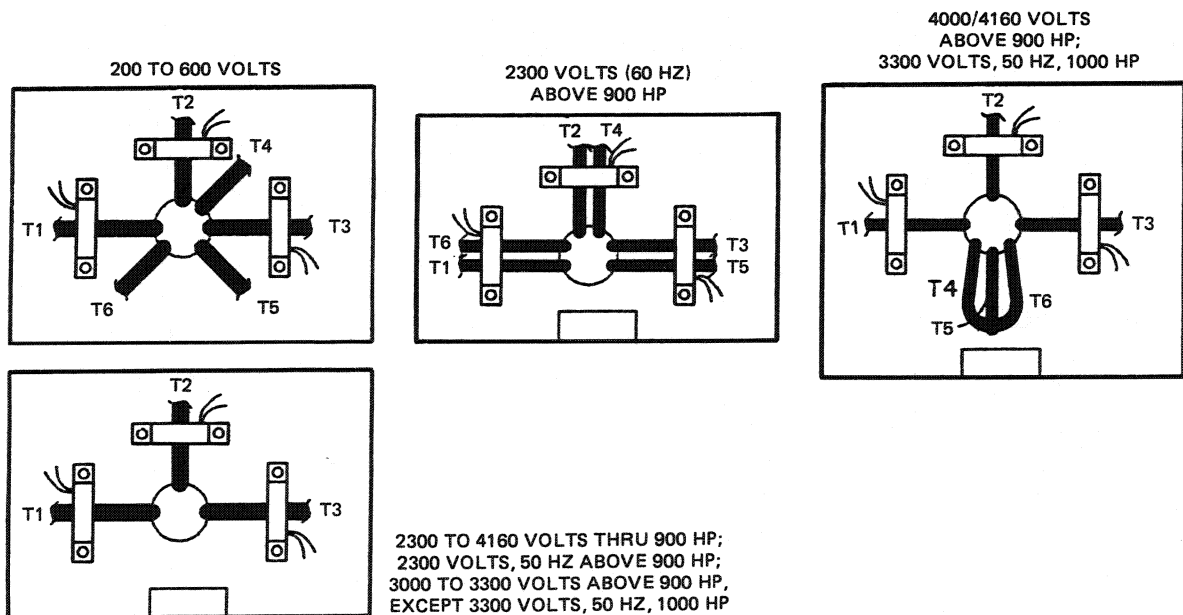 200 TO 600 VOLTS
T2
T4
T1
T3
T6
T5
2300 VOLTS (60 HZ)
ABOVE 900 HP
T2
T4
T6
T3
T1
T5
4000/4160 VOLTS
ABOVE 900 HP;
3300 VOLTS, 50 HZ, 1000 HP
T2
T1
T3
T4
T6
T5
T2
T1
T3
2300 TO 4160 VOLTS THRU 900 HP;
2300 VOLTS, 50 HZ ABOVE 900 HP;
3000 TO 3300 VOLTS ABOVE 900 HP,
EXCEPT 3300 VOLTS, 50 HZ, 1000 HP